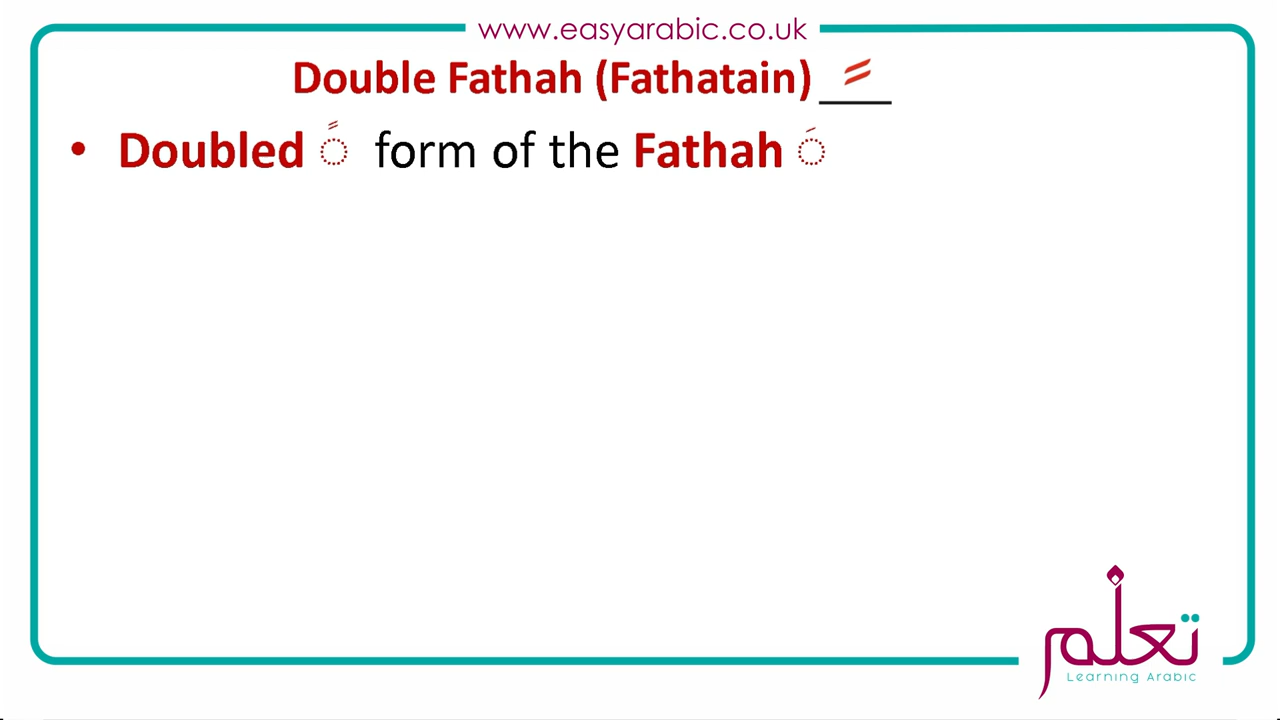 www.easyarabic.co.uk
Double Fathah (Fathatain) ـًـ
• Doubled ◌ً form of the Fathah ◌َ
تعلم
Learning Arabic